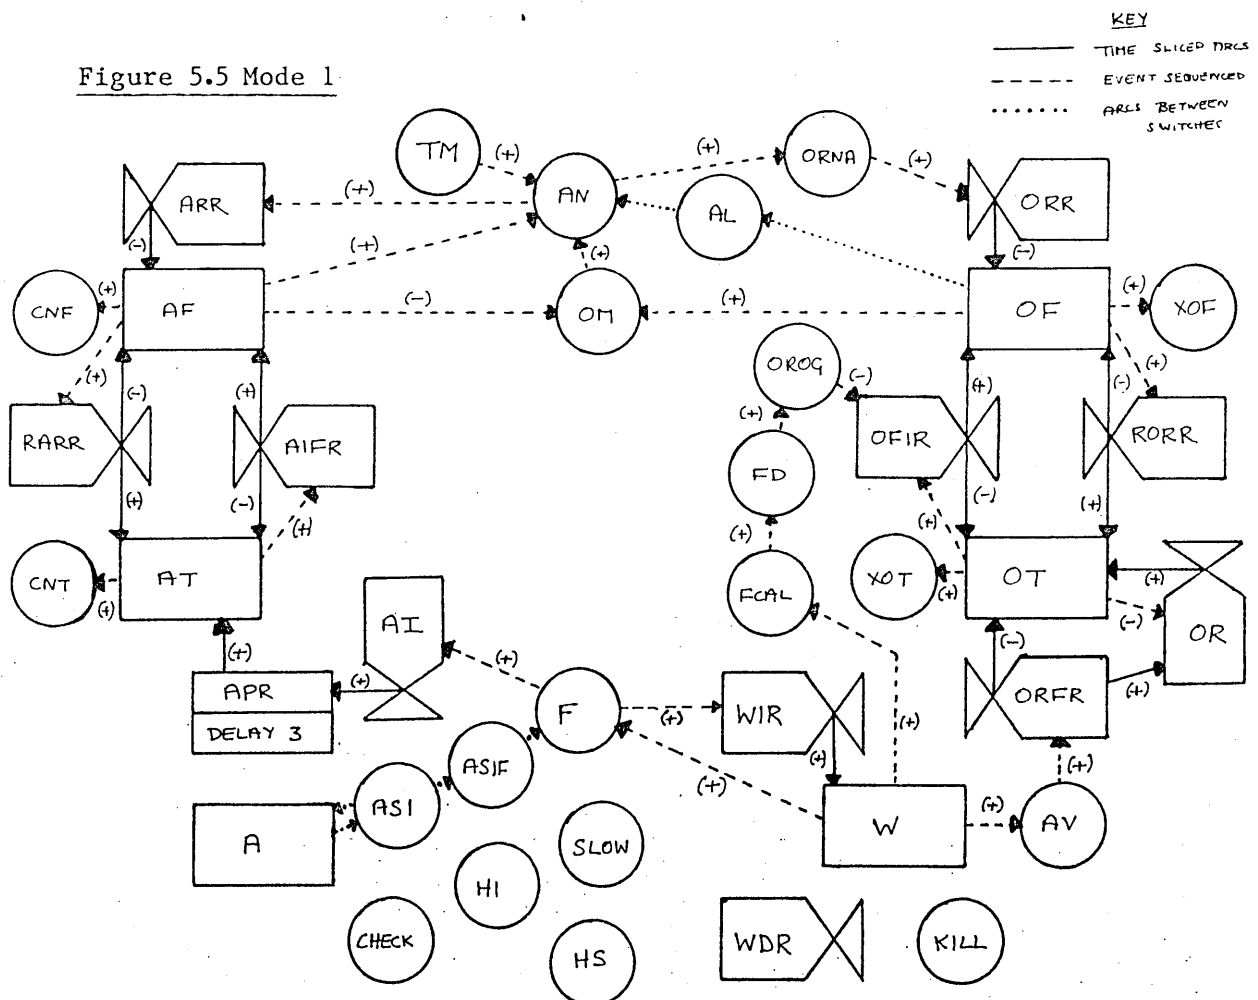 KEY
TIME SLICED ARCS
Figure 5.5 Mode 1
EVENT SEQUENCED
ARCS BETWEEN
SWITCHES
TM
(+)
(+)
ORNA
(+)
ARR
(+)
AN
AL
ORR
(-)
(+)
(+)
(-)
CNF
(+)
AF
(-)
OM
(+)
OF
(+)
XOF
OROG
(+)
(-)
(+)
(-)
(+)
(-)
(+)
(+)
RARR
AIFR
OFIR
RORR
FD
(+)
(-)
(+)
(-)
(+)
(+)
(+)
CNT
(+)
AT
FCAL
XOT
(+)
OT
(+)
AI
(-)
(-)
OR
(+)
(+)
APR
(+)
ORFR
(+)
DELAY 3
F
(+)
WIR
(+)
ASIF
(+)
(+)
(+)
ASI
(+)
A
SLOW
W
AV
HI
CHECK
HS
WDR
KILL